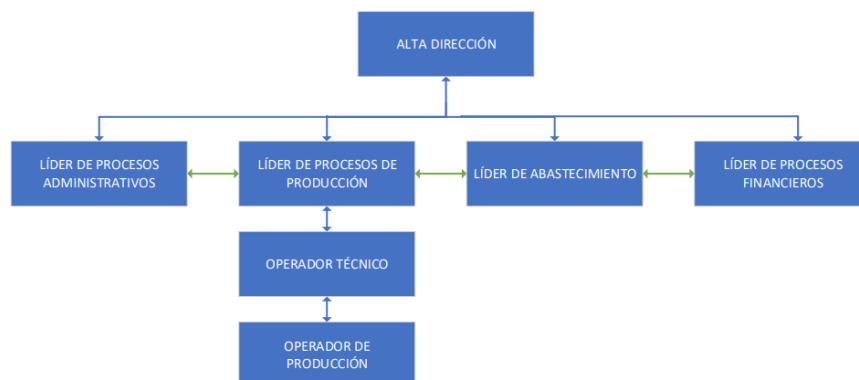 ALTA DIRECCIÓN
LÍDER DE PROCESOS
ADMINISTRATIVOS
LÍDER DE PROCESOS DE
PRODUCCIÓN
LÍDER DE ABASTECIMIENTO
LÍDER DE PROCESOS
FINANCIEROS
OPERADOR TÉCNICO
OPERADOR DE
PRODUCCIÓN